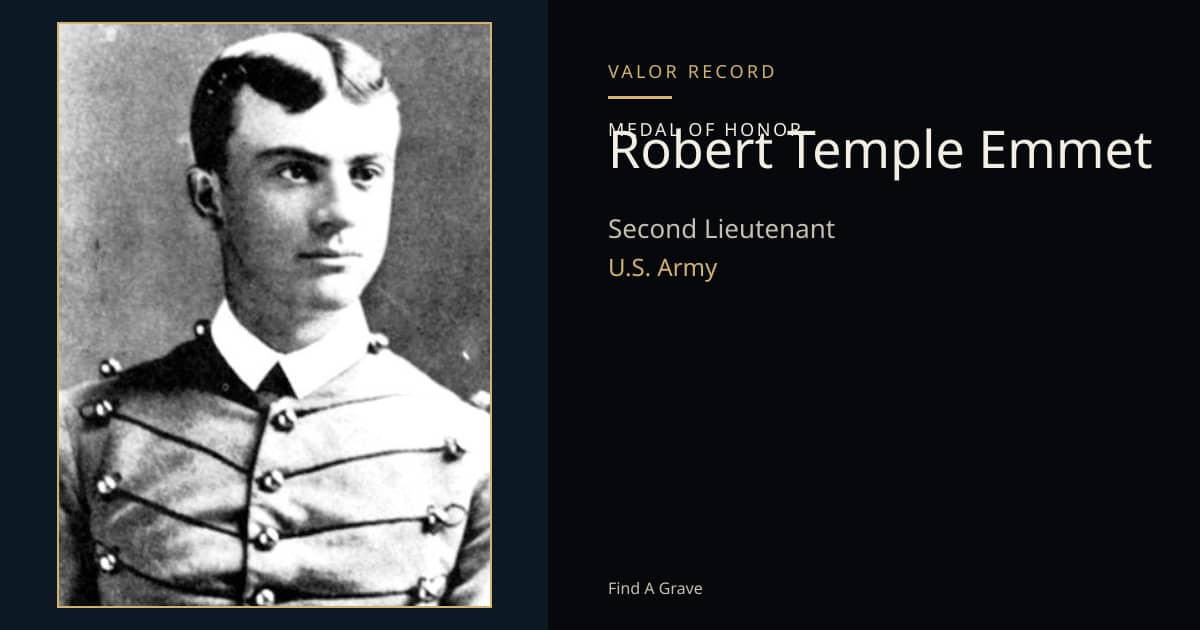 VALOR RECORD
MEDAL OF HONOR
Robert Temple Emmet
Second Lieutenant
U.S. Army
Find A Grave